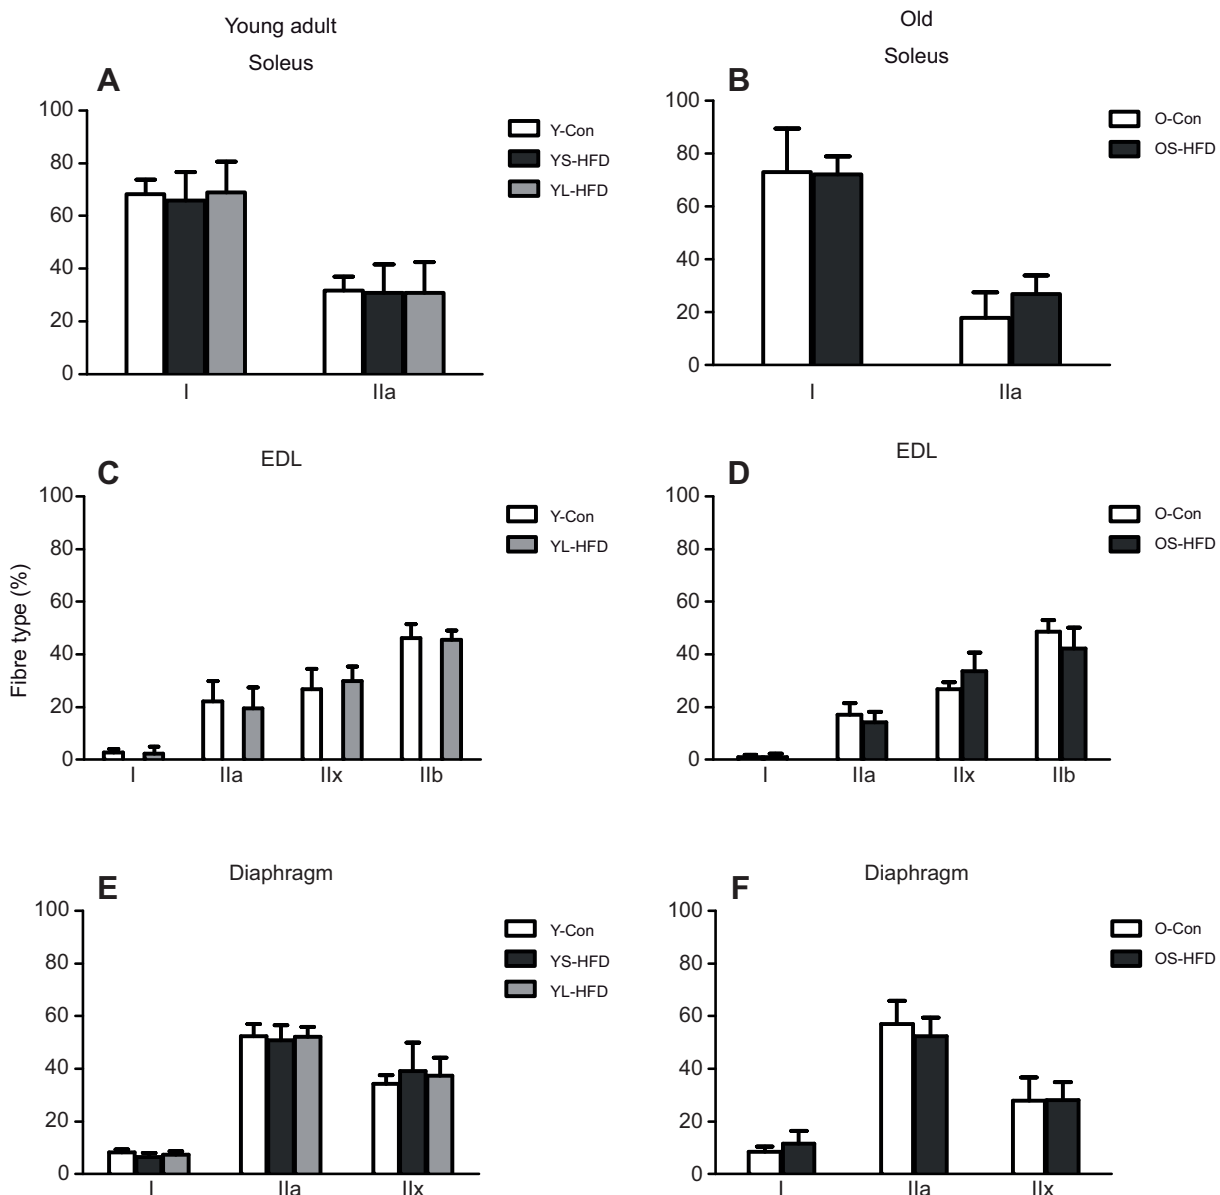 Young adult
Soleus
A
100
80
60
40
20
0
I
IIa
Y-Con
YS-HFD
YL-HFD
Old
Soleus
B
100
80
60
40
20
0
I
IIa
O-Con
OS-HFD
Fibre type (%)
EDL
C
100
80
60
40
20
0
I
IIa
IIx
IIb
Y-Con
YL-HFD
EDL
D
100
80
60
40
20
0
I
IIa
IIx
IIb
O-Con
OS-HFD
Diaphragm
E
100
80
60
40
20
0
I
IIa
IIx
Y-Con
YS-HFD
YL-HFD
Diaphragm
F
100
80
60
40
20
0
I
IIa
IIx
O-Con
OS-HFD